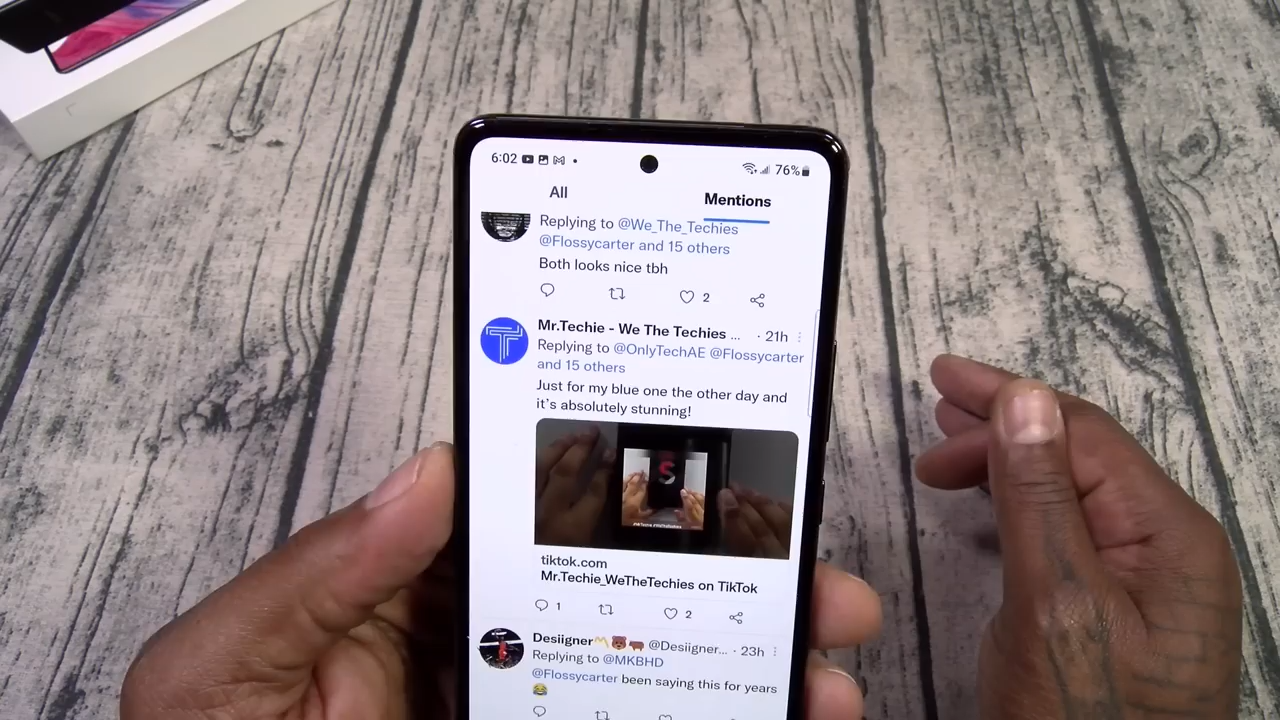 6:02 76%
All Mentions
Replying to @We_The_Techies
@Flossycarter and 15 others
Both looks nice tbh
2
Mr.Techie - We The Techies ... · 21h
Replying to @OnlyTechAE @Flossycarter
and 15 others
Just for my blue one the other day and
it's absolutely stunning!
S
tiktok.com
Mr.Techie_WeTheTechies on TikTok
1 2
Desiigner @Desiigner... · 23h
Replying to @MKBHD
@Flossycarter been saying this for years